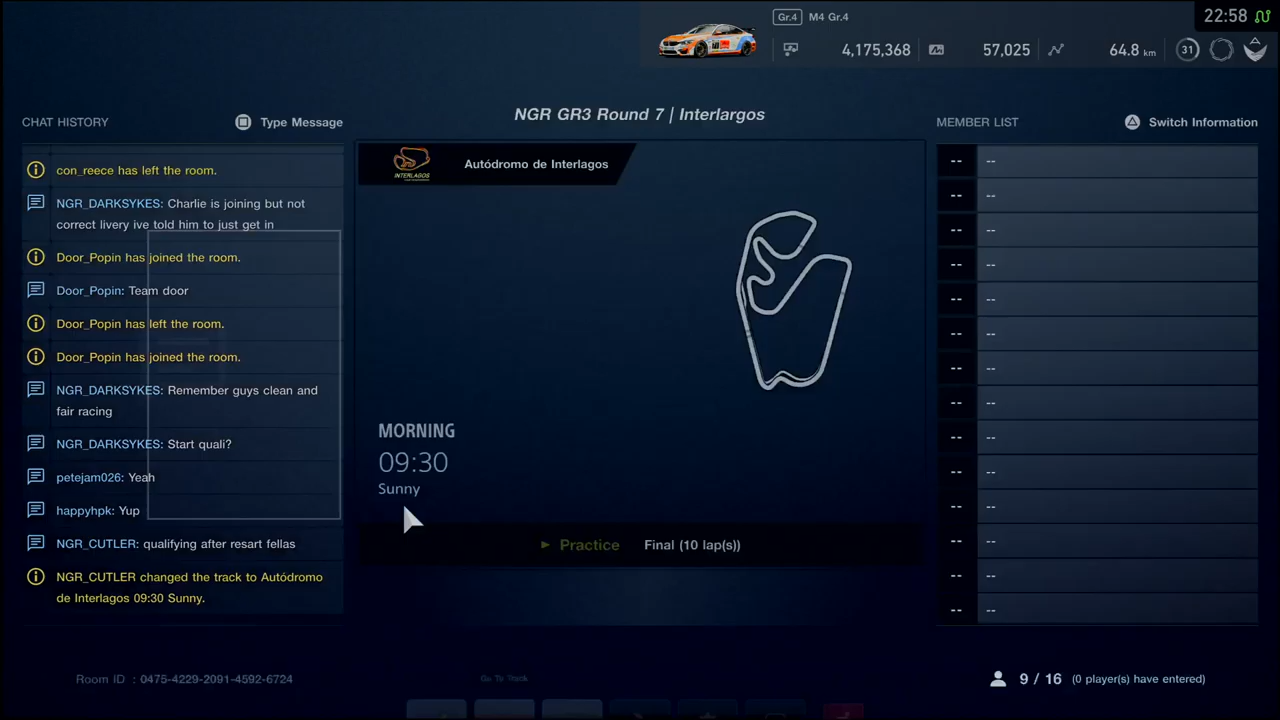 22:58
Gr.4 M4 Gr.4
4,175,368 57,025 64.8 km 31
NGR GR3 Round 7 | Interlargos
CHAT HISTORY Type Message
con_reece has left the room.
NGR_DARKSYKES: Charlie is joining but not
correct livery ive told him to just get in
Door_Popin has joined the room.
Door_Popin: Team door
Door_Popin has left the room.
Door_Popin has joined the room.
NGR_DARKSYKES: Remember guys clean and
fair racing
NGR_DARKSYKES: Start quali?
petejam026: Yeah
happyhpk: Yup
NGR_CUTLER: qualifying after resart fellas
NGR_CUTLER changed the track to Autódromo
de Interlagos 09:30 Sunny.
Room ID : 0475-4229-2091-4592-6724
INTERLAGOS
Autódromo de Interlagos
MORNING
09:30
Sunny
Practice Final (10 lap(s))
Go To Track
MEMBER LIST Switch Information
-- --
-- --
-- --
-- --
-- --
-- --
-- --
-- --
-- --
-- --
-- --
-- --
-- --
-- --
9 / 16 (0 player(s) have entered)